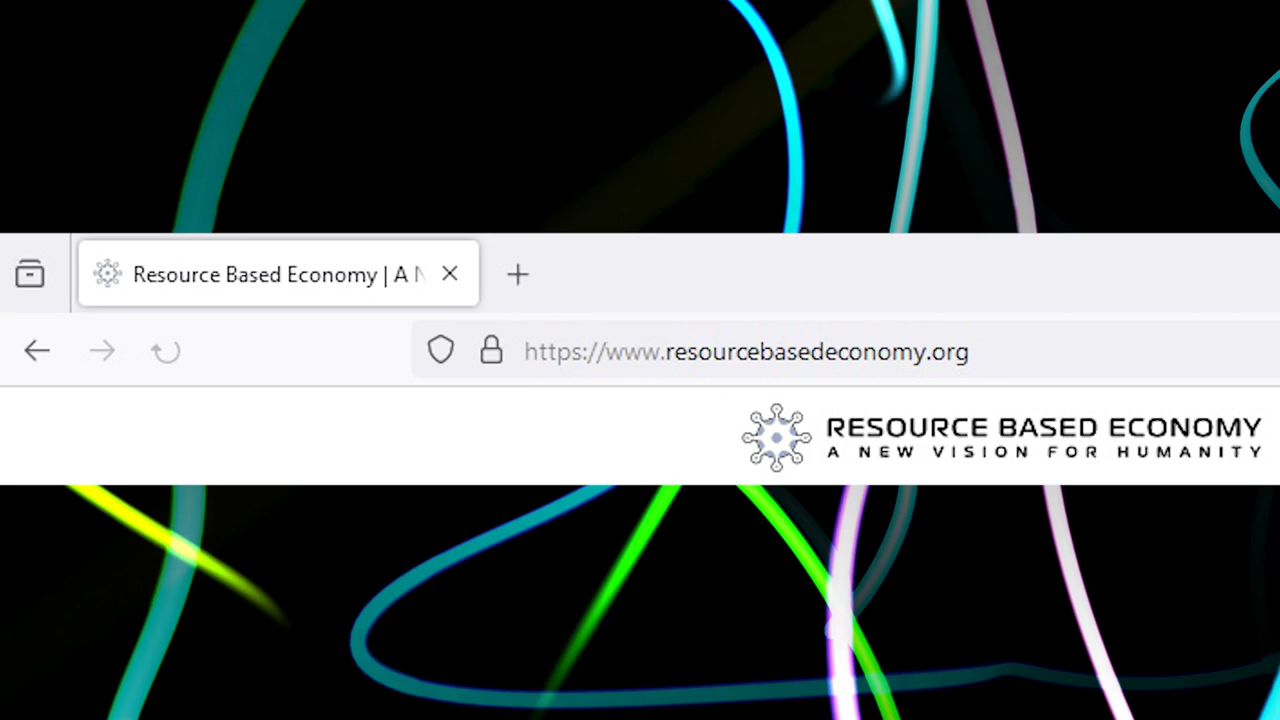 Resource Based Economy | A
https://www.resourcebasedeconomy.org
RESOURCE BASED ECONOMY
A NEW VISION FOR HUMANITY